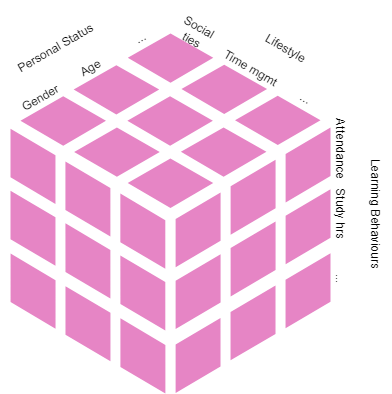 Personal Status
Gender
Age
...
Lifestyle
Social
ties
Time mgmt
...
Learning Behaviours
Attendance
Study hrs
...